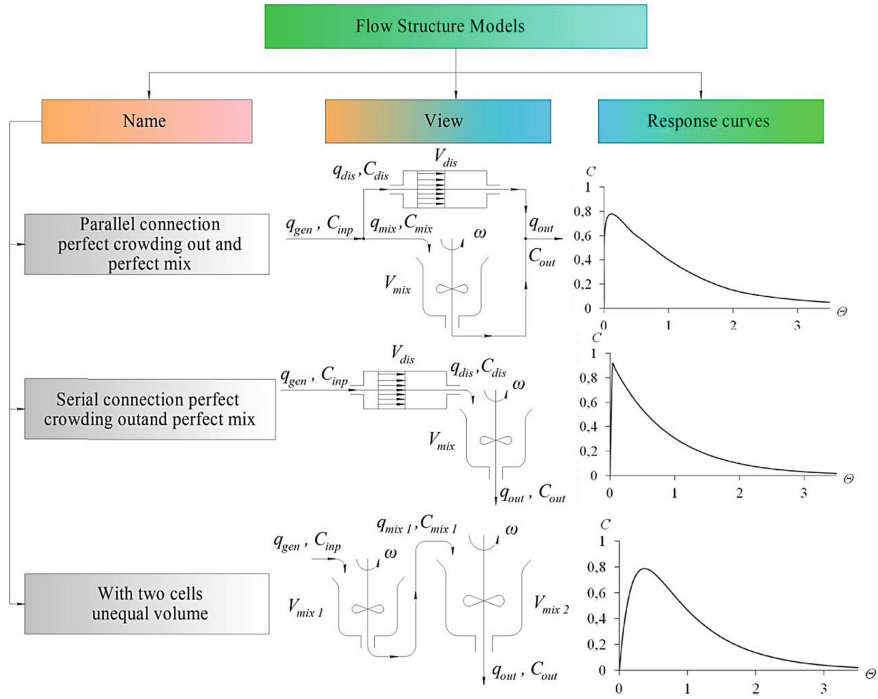 Flow Structure Models
Name
View
Response curves
Parallel connection
perfect crowding out and
perfect mix
V_dis
q_dis, C_dis
q_gen, C_inp
q_mix, C_mix
ω
q_out
C_out
V_mix
C
1
0,8
0,6
0,4
0,2
0
0 1 2 3
Θ
Serial connection perfect
crowding outand perfect mix
V_dis
q_gen, C_inp
q_dis, C_dis
ω
V_mix
q_out, C_out
C
1
0,8
0,6
0,4
0,2
0
0 1 2 3
Θ
With two cells
unequal volume
q_gen, C_inp
ω
q_mix 1, C_mix 1
ω
V_mix 1
V_mix 2
q_out, C_out
C
1
0,8
0,6
0,4
0,2
0
0 1 2 3
Θ